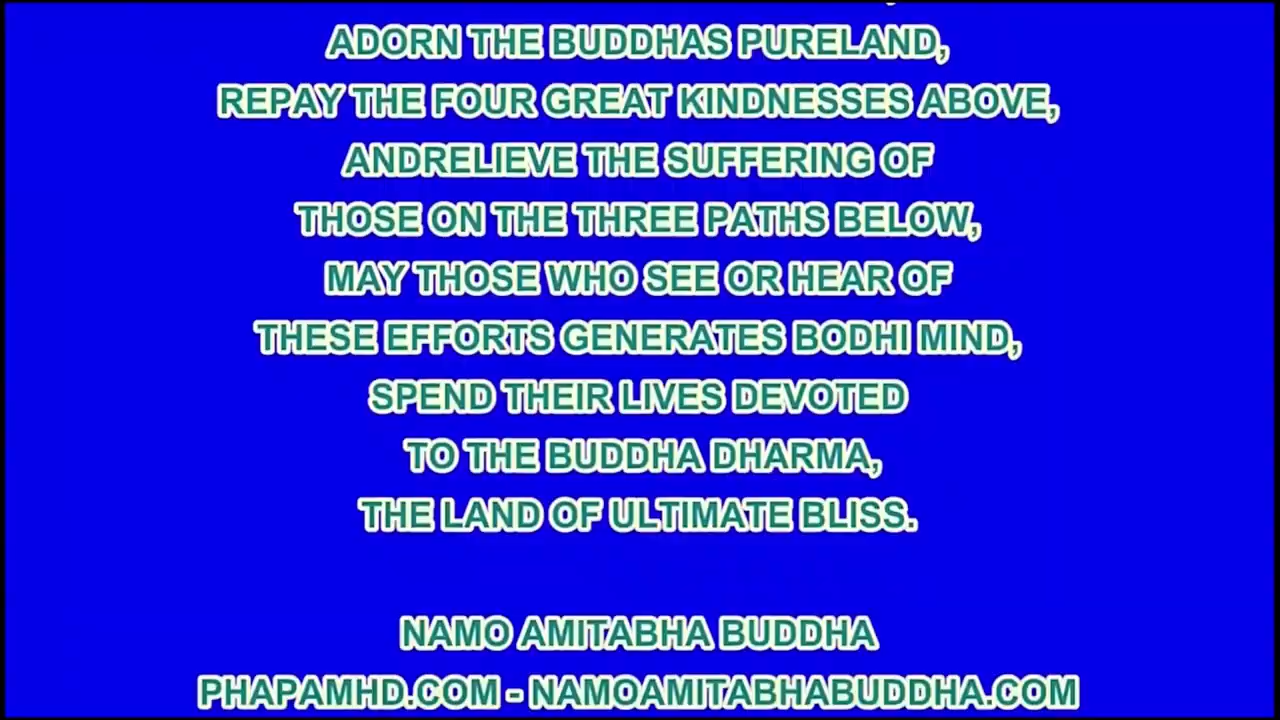 ADORN THE BUDDHAS PURELAND,
REPAY THE FOUR GREAT KINDNESSES ABOVE,
ANDRELIEVE THE SUFFERING OF
THOSE ON THE THREE PATHS BELOW,
MAY THOSE WHO SEE OR HEAR OF
THESE EFFORTS GENERATES BODHI MIND,
SPEND THEIR LIVES DEVOTED
TO THE BUDDHA DHARMA,
THE LAND OF ULTIMATE BLISS.
NAMO AMITABHA BUDDHA
PHAPAMHD.COM - NAMOAMITABHABUDDHA.COM